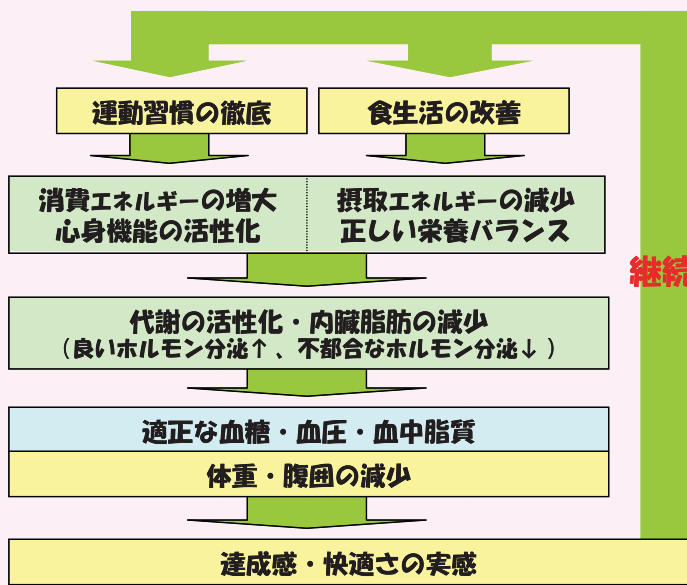 運動習慣の徹底
食生活の改善
消費エネルギーの増大
心身機能の活性化
摂取エネルギーの減少
正しい栄養バランス
継続
代謝の活性化・内臓脂肪の減少
(良いホルモン分泌↑、不都合なホルモン分泌↓)
適正な血糖・血圧・血中脂質
体重・腹囲の減少
達成感・快適さの実感